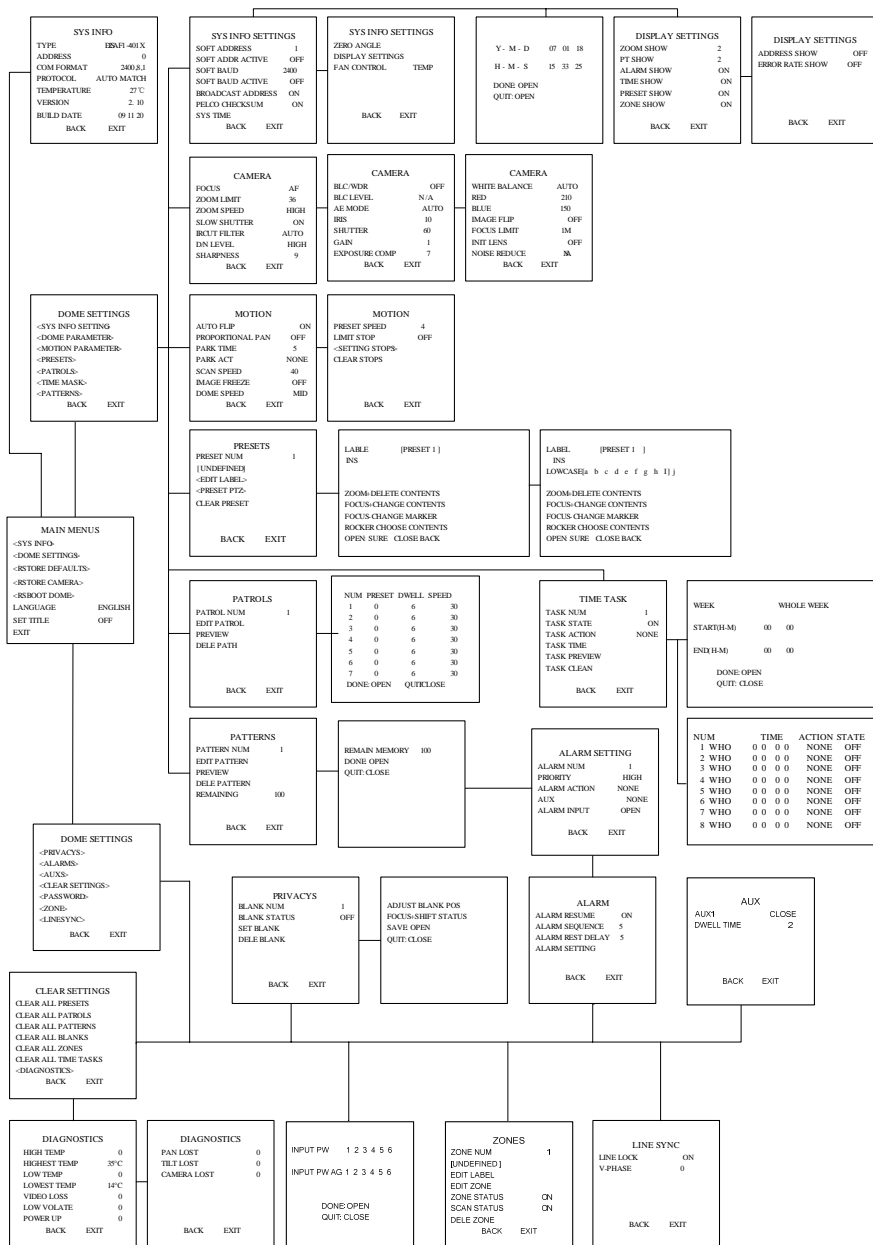 SYS INFO
TYPE
ADDRESS 0
COM FORMAT 2400,8,1
PROTOCOL AUTO MATCH
TEMPERATURE 27℃
VERSION 2. 10
BUILD DATE 09 11 20
BACK EXIT
SYS INFO SETTINGS
SOFT ADDRESS 1
SOFT ADDR ACTIVE OFF
SOFT BAUD 2400
SOFT BAUD ACTIVE OFF
BROADCAST ADDRESS ON
PELCO CHECKSUM ON
SYS TIME
BACK EXIT
SYS INFO SETTINGS
ZERO ANGLE
DISPLAY SETTINGS
FAN CONTROL TEMP
BACK EXIT
Y - M - D 07 01 18
H - M - S 15 33 25
DONE: OPEN
QUIT: OPEN
DISPLAY SETTINGS
ZOOM SHOW 2
PT SHOW 2
ALARM SHOW ON
TIME SHOW ON
PRESET SHOW ON
ZONE SHOW ON
BACK EXIT
DISPLAY SETTINGS
ADDRESS SHOW OFF
ERROR RATE SHOW OFF
BACK EXIT
CAMERA
FOCUS AF
ZOOM LIMIT 36
ZOOM SPEED HIGH
SLOW SHUTTER ON
IRCUT FILTER AUTO
D/N LEVEL HIGH
SHARPNESS 9
BACK EXIT
CAMERA
BLC/WDR OFF
BLC LEVEL N/A
AE MODE AUTO
IRIS 10
SHUTTER 60
GAIN 1
EXPOSURE COMP 7
BACK EXIT
CAMERA
WHITE BALANCE AUTO
RED 210
BLUE 150
IMAGE FLIP OFF
FOCUS LIMIT 1M
INIT LENS OFF
NOISE REDUCE
BACK EXIT
DOME SETTINGS
<SYS INFO SETTING>
<DOME PARAMETER>
<MOTION PARAMETER>
<PRESETS>
<PATROLS>
<TIME MASK>
<PATTERNS>
BACK EXIT
MOTION
AUTO FLIP ON
PROPORTIONAL PAN OFF
PARK TIME 5
PARK ACT NONE
SCAN SPEED 40
IMAGE FREEZE OFF
DOME SPEED MID
BACK EXIT
MOTION
PRESET SPEED 4
LIMIT STOP OFF
<SETTING STOPS>
CLEAR STOPS
BACK EXIT
PRESETS
PRESET NUM 1
[UNDEFINED]
<EDIT LABEL>
<PRESET PTZ>
CLEAR PRESET
BACK EXIT
LABLE [PRESET 1 ]
INS
ZOOM+DELETE CONTENTS
FOCUS+CHANGE CONTENTS
FOCUS-CHANGE MARKER
ROCKER CHOOSE CONTENTS
OPEN: SURE CLOSE:BACK
LABEL [PRESET 1 ]
INS
LOWCASE[a b c d e f g h I] j
ZOOM+DELETE CONTENTS
FOCUS+CHANGE CONTENTS
FOCUS-CHANGE MARKER
ROCKER CHOOSE CONTENTS
OPEN: SURE CLOSE:BACK
MAIN MENUS
<SYS INFO>
<DOME SETTINGS>
<RSTORE DEFAULTS>
<RSTORE CAMERA>
<RSBOOT DOME>
LANGUAGE ENGLISH
SET TITLE OFF
EXIT
PATROLS
PATROL NUM 1
EDIT PATROL
PREVIEW
DELE PATH
BACK EXIT
NUM PRESET DWELL SPEED
1 0 6 30
2 0 6 30
3 0 6 30
4 0 6 30
5 0 6 30
6 0 6 30
7 0 6 30
DONE: OPEN QUIT:CLOSE
TIME TASK
TASK NUM 1
TASK STATE ON
TASK ACTION NONE
TASK TIME
TASK PREVIEW
TASK CLEAN
BACK EXIT
WEEK WHOLE WEEK
START(H-M) 00 00
END(H-M) 00 00
DONE: OPEN
QUIT: CLOSE
PATTERNS
PATTERN NUM 1
EDIT PATTERN
PREVIEW
DELE PATTERN
REMAINING 100
BACK EXIT
REMAIN MEMORY 100
DONE: OPEN
QUIT: CLOSE
ALARM SETTING
ALARM NUM 1
PRIORITY HIGH
ALARM ACTION NONE
AUX NONE
ALARM INPUT OPEN
BACK EXIT
NUM TIME ACTION STATE
1 WHO 0 0 0 0 NONE OFF
2 WHO 0 0 0 0 NONE OFF
3 WHO 0 0 0 0 NONE OFF
4 WHO 0 0 0 0 NONE OFF
5 WHO 0 0 0 0 NONE OFF
6 WHO 0 0 0 0 NONE OFF
7 WHO 0 0 0 0 NONE OFF
8 WHO 0 0 0 0 NONE OFF
DOME SETTINGS
<PRIVACYS>
<ALARMS>
<AUXS>
<CLEAR SETTINGS>
<PASSWORD>
<ZONE>
<LINESYNC>
BACK EXIT
PRIVACYS
BLANK NUM 1
BLANK STATUS OFF
SET BLANK
DELE BLANK
BACK EXIT
ADJUST BLANK POS
FOCUS+SHIFT STATUS
SAVE: OPEN
QUIT: CLOSE
ALARM
ALARM RESUME ON
ALARM SEQUENCE 5
ALARM REST DELAY 5
ALARM SETTING
BACK EXIT
AUX
AUX1 CLOSE
DWELL TIME 2
BACK EXIT
CLEAR SETTINGS
CLEAR ALL PRESETS
CLEAR ALL PATROLS
CLEAR ALL PATTERNS
CLEAR ALL BLANKS
CLEAR ALL ZONES
CLEAR ALL TIME TASKS
<DIAGNOSTICS>
BACK EXIT
DIAGNOSTICS
HIGH TEMP 0
HIGHEST TEMP 35°C
LOW TEMP 0
LOWEST TEMP 14°C
VIDEO LOSS 0
LOW VOLATE 0
POWER UP 0
BACK EXIT
DIAGNOSTICS
PAN LOST 0
TILT LOST 0
CAMERA LOST 0
BACK EXIT
INPUT PW 1 2 3 4 5 6
INPUT PW AG 1 2 3 4 5 6
DONE: OPEN
QUIT: CLOSE
ZONES
ZONE NUM 1
[UNDEFINED]
EDIT LABEL
EDIT ZONE
ZONE STATUS ON
SCAN STATUS ON
DELE ZONE
BACK EXIT
LINE SYNC
LINE LOCK ON
V-PHASE 0
BACK EXIT